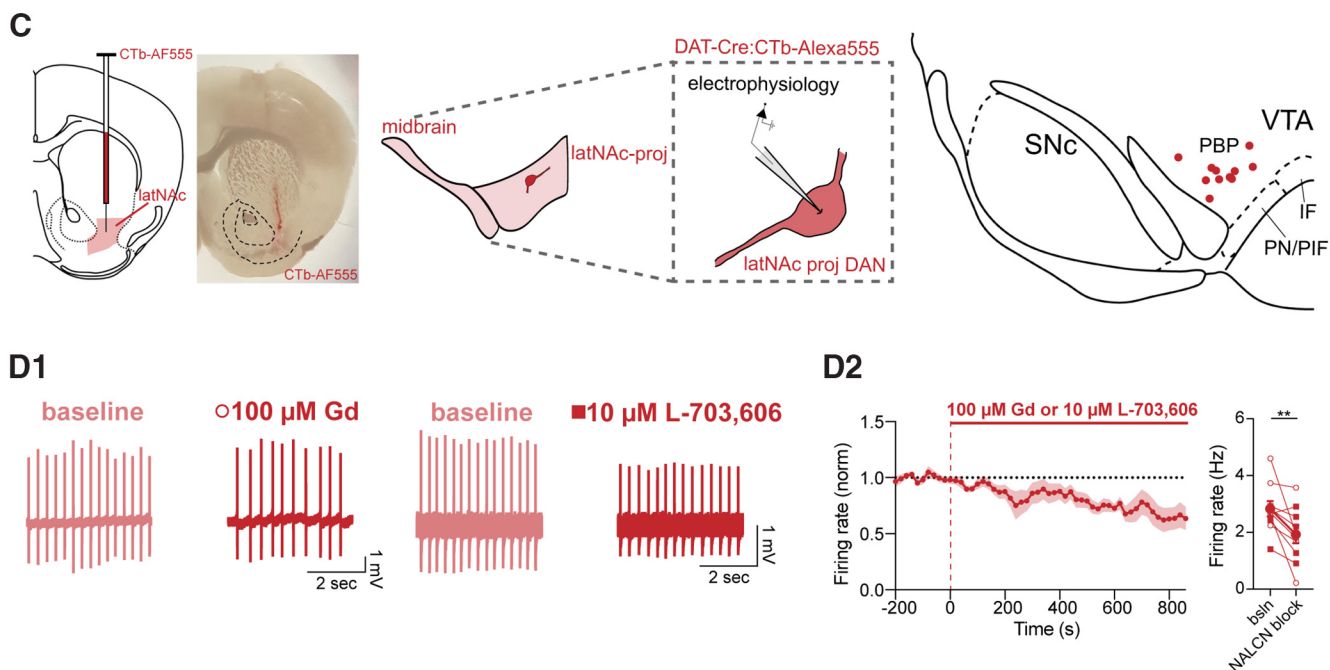 C
CTb-AF555
latNAc
CTb-AF555
midbrain
latNAc-proj
DAT-Cre:CTb-Alexa555
electrophysiology
latNAc proj DAN
SNc
PBP
VTA
IF
PN/PIF
D1
baseline
○100 µM Gd
baseline
■10 µM L-703,606
2 sec
1 mV
2 sec
1 mV
D2
100 µM Gd or 10 µM L-703,606
Firing rate (norm)
1.5
1.0
0.5
0.0
-200
0
200
400
600
800
Time (s)
Firing rate (Hz)
6
4
2
0
**
bsln
NALCN block